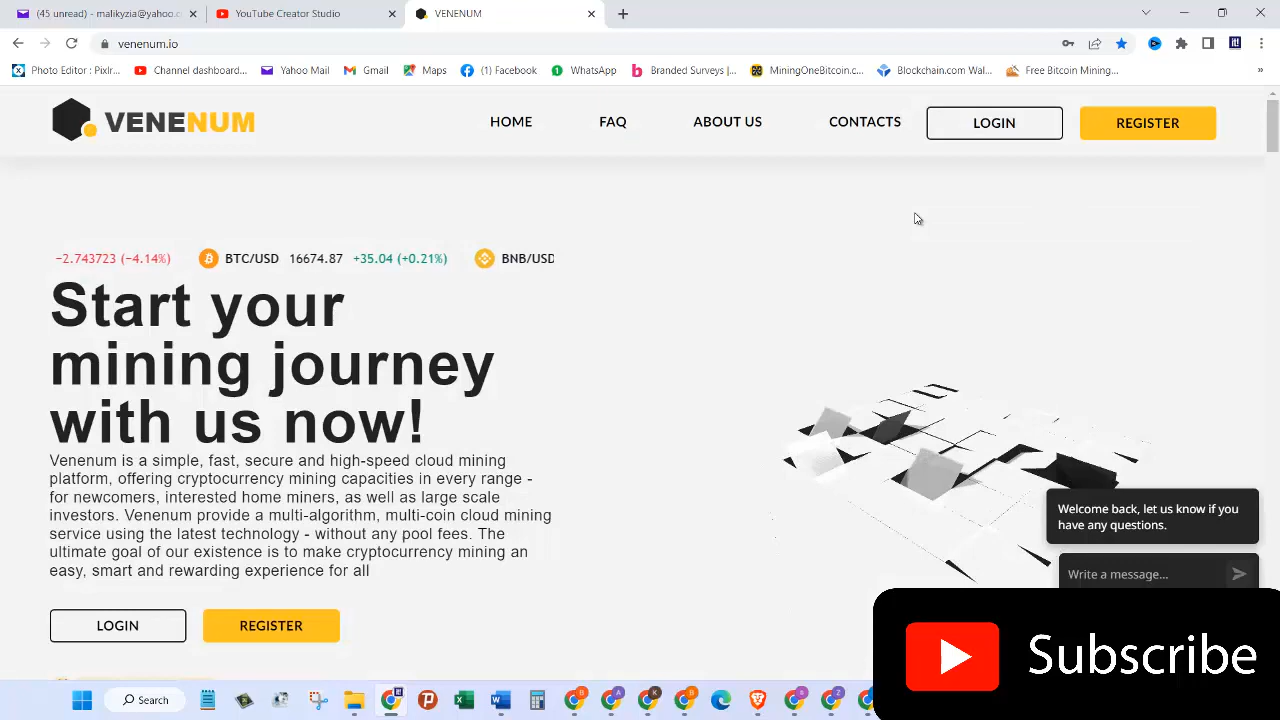 (45 unread) - malikyzia@yahoo.c
YouTube Creator Studio
VENENUM
venenum.io
Photo Editor : Pixlr...
Channel dashboard...
Yahoo Mail
Gmail
Maps
(1) Facebook
WhatsApp
Branded Surveys |...
MiningOneBitcoin.c...
Blockchain.com Wal...
Free Bitcoin Mining...
»
VENENUM
HOME
FAQ
ABOUT US
CONTACTS
LOGIN
REGISTER
−2.743723 (−4.14%)
BTC/USD 16674.87 +35.04 (+0.21%)
BNB/USD
Start your
mining journey
with us now!
Venenum is a simple, fast, secure and high-speed cloud mining
platform, offering cryptocurrency mining capacities in every range -
for newcomers, interested home miners, as well as large scale
investors. Venenum provide a multi-algorithm, multi-coin cloud mining
service using the latest technology - without any pool fees. The
ultimate goal of our existence is to make cryptocurrency mining an
easy, smart and rewarding experience for all
LOGIN
REGISTER
Welcome back, let us know if you
have any questions.
Write a message...
Subscribe
Search